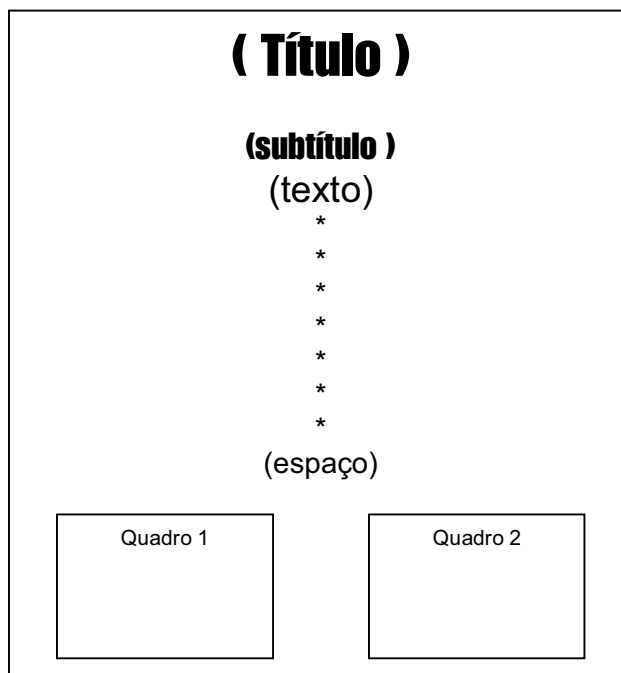 ( Título )
(subtítulo )
(texto)
*
*
*
*
*
*
*
(espaço)
Quadro 1
Quadro 2